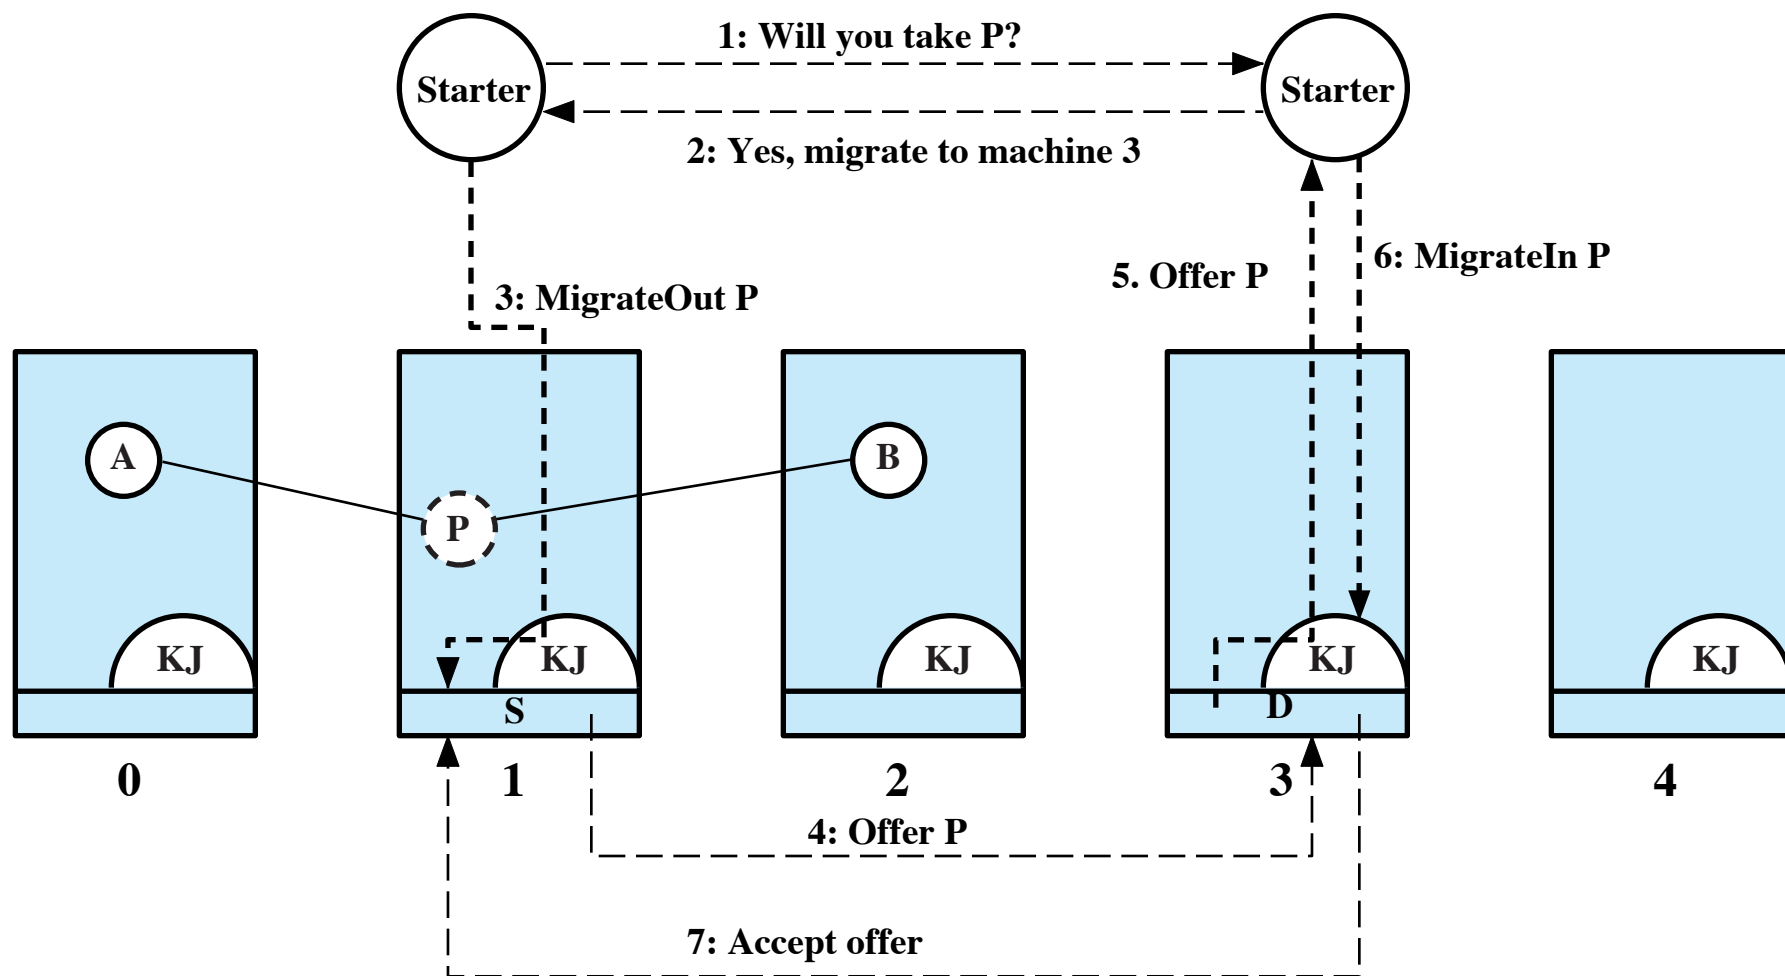 1: Will you take P?
Starter
Starter
2: Yes, migrate to machine 3
5. Offer P
6: MigrateIn P
3: MigrateOut P
A
B
P
KJ
KJ
KJ
KJ
KJ
S
D
0
1
2
3
4
4: Offer P
7: Accept offer